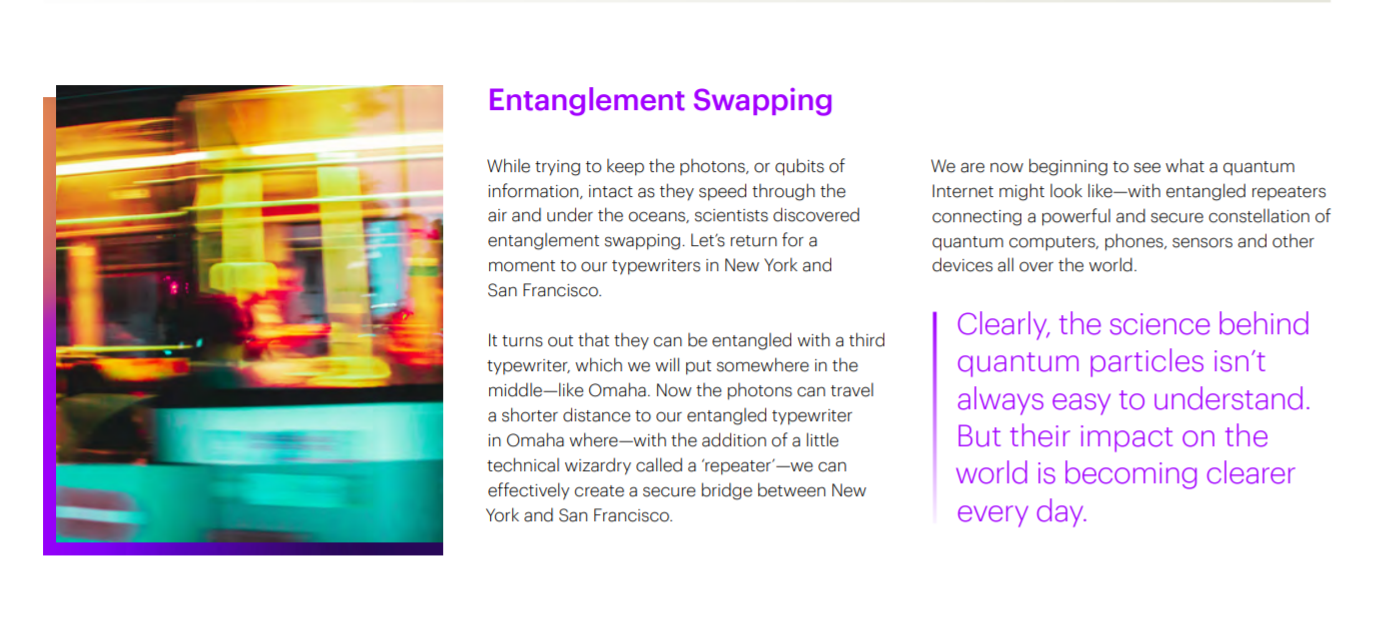 Entanglement Swapping
While trying to keep the photons, or qubits of
information, intact as they speed through the
air and under the oceans, scientists discovered
entanglement swapping. Let’s return for a
moment to our typewriters in New York and
San Francisco.
It turns out that they can be entangled with a third
typewriter, which we will put somewhere in the
middle—like Omaha. Now the photons can travel
a shorter distance to our entangled typewriter
in Omaha where—with the addition of a little
technical wizardry called a ‘repeater’—we can
effectively create a secure bridge between New
York and San Francisco.
We are now beginning to see what a quantum
Internet might look like—with entangled repeaters
connecting a powerful and secure constellation of
quantum computers, phones, sensors and other
devices all over the world.
Clearly, the science behind
quantum particles isn’t
always easy to understand.
But their impact on the
world is becoming clearer
every day.